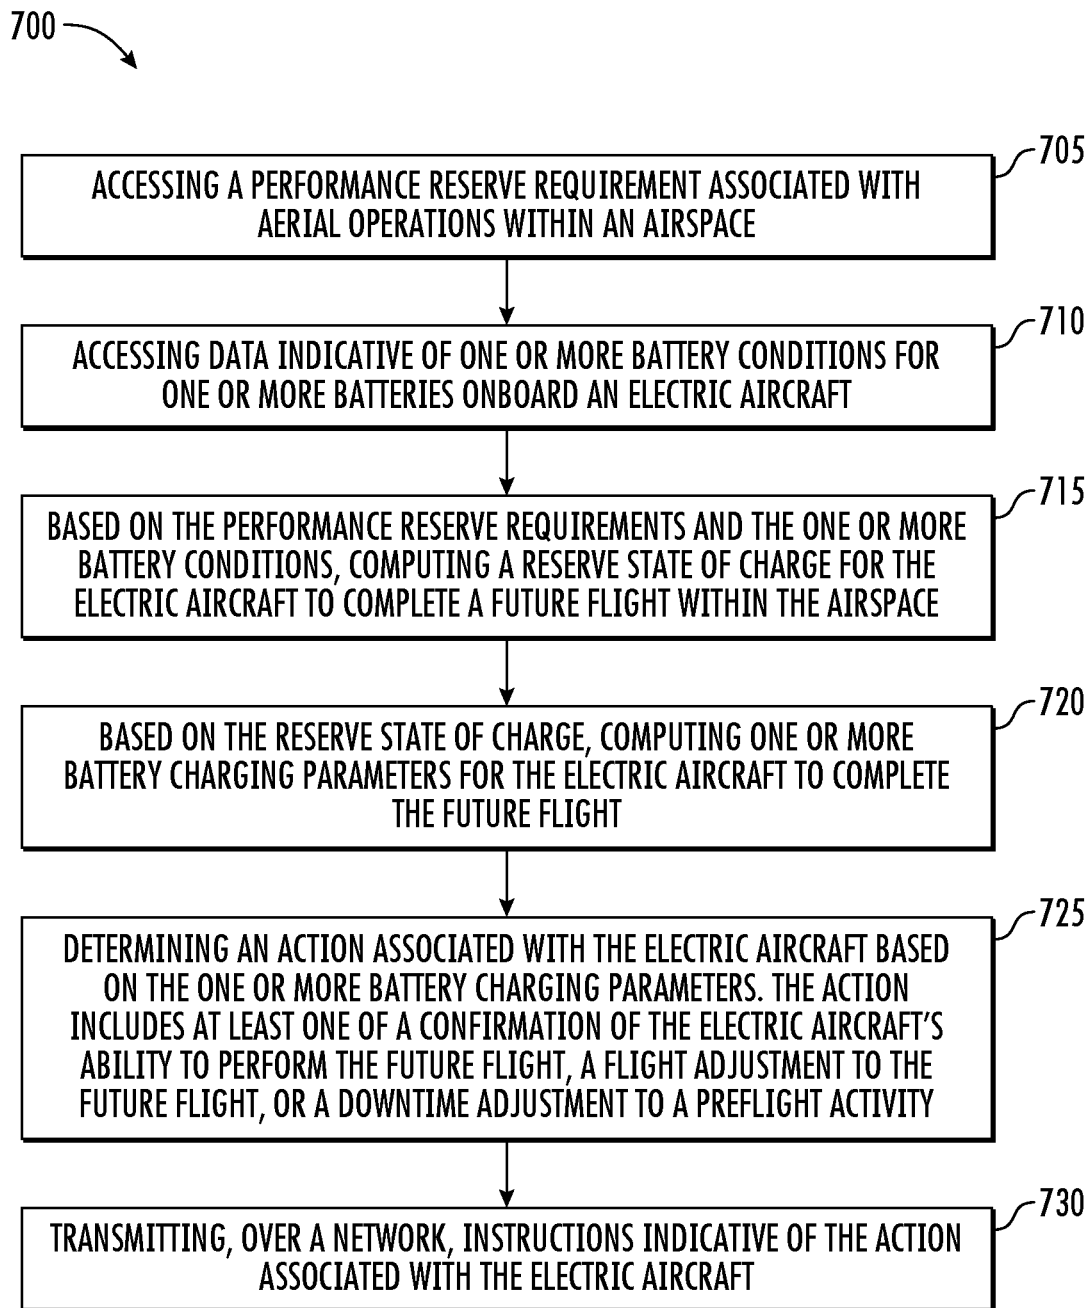 700
705
ACCESSING A PERFORMANCE RESERVE REQUIREMENT ASSOCIATED WITH
AERIAL OPERATIONS WITHIN AN AIRSPACE
710
ACCESSING DATA INDICATIVE OF ONE OR MORE BATTERY CONDITIONS FOR
ONE OR MORE BATTERIES ONBOARD AN ELECTRIC AIRCRAFT
715
BASED ON THE PERFORMANCE RESERVE REQUIREMENTS AND THE ONE OR MORE
BATTERY CONDITIONS, COMPUTING A RESERVE STATE OF CHARGE FOR THE
ELECTRIC AIRCRAFT TO COMPLETE A FUTURE FLIGHT WITHIN THE AIRSPACE
720
BASED ON THE RESERVE STATE OF CHARGE, COMPUTING ONE OR MORE
BATTERY CHARGING PARAMETERS FOR THE ELECTRIC AIRCRAFT TO COMPLETE
THE FUTURE FLIGHT
725
DETERMINING AN ACTION ASSOCIATED WITH THE ELECTRIC AIRCRAFT BASED
ON THE ONE OR MORE BATTERY CHARGING PARAMETERS. THE ACTION
INCLUDES AT LEAST ONE OF A CONFIRMATION OF THE ELECTRIC AIRCRAFT'S
ABILITY TO PERFORM THE FUTURE FLIGHT, A FLIGHT ADJUSTMENT TO THE
FUTURE FLIGHT, OR A DOWNTIME ADJUSTMENT TO A PREFLIGHT ACTIVITY
730
TRANSMITTING, OVER A NETWORK, INSTRUCTIONS INDICATIVE OF THE ACTION
ASSOCIATED WITH THE ELECTRIC AIRCRAFT